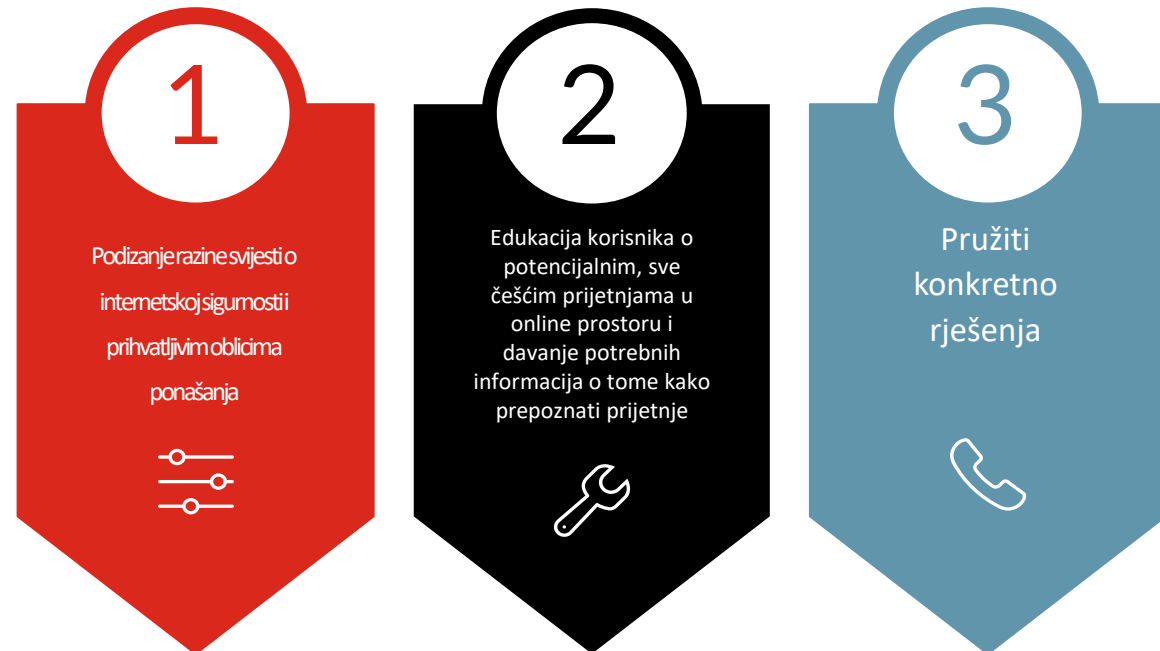 1
Podizanje razine svijesti o
internetskoj sigurnosti i
prihvatljivim oblicima
ponašanja
2
Edukacija korisnika o
potencijalnim, sve
češćim prijetnjama u
online prostoru i
davanje potrebnih
informacija o tome kako
prepoznati prijetnje
3
Pružiti
konkretno
rješenja